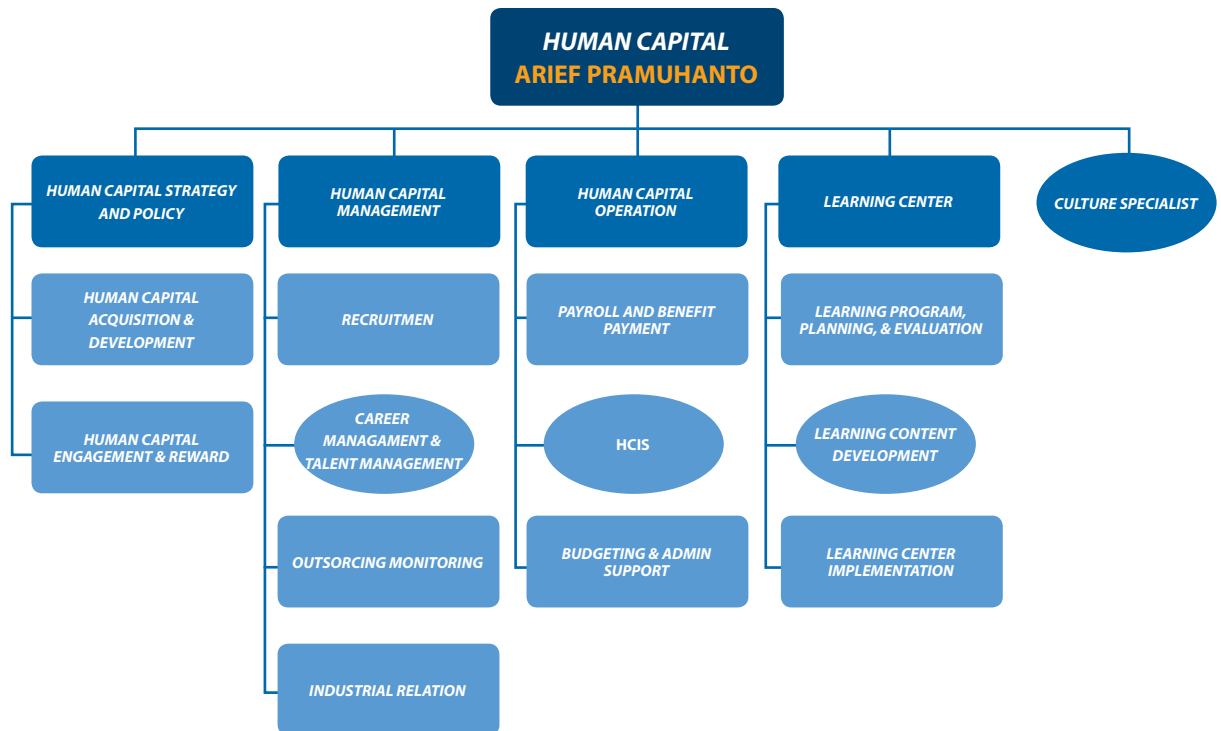 HUMAN CAPITAL
ARIEF PRAMUHANTO
HUMAN CAPITAL STRATEGY
AND POLICY
HUMAN CAPITAL
MANAGEMENT
HUMAN CAPITAL
OPERATION
LEARNING CENTER
CULTURE SPECIALIST
HUMAN CAPITAL
ACQUISITION &
DEVELOPMENT
RECRUITMEN
PAYROLL AND BENEFIT
PAYMENT
LEARNING PROGRAM,
PLANNING, & EVALUATION
HUMAN CAPITAL
ENGAGEMENT & REWARD
CAREER
MANAGAMENT &
TALENT MANAGEMENT
HCIS
LEARNING CONTENT
DEVELOPMENT
OUTSORCING MONITORING
BUDGETING & ADMIN
SUPPORT
LEARNING CENTER
IMPLEMENTATION
INDUSTRIAL RELATION